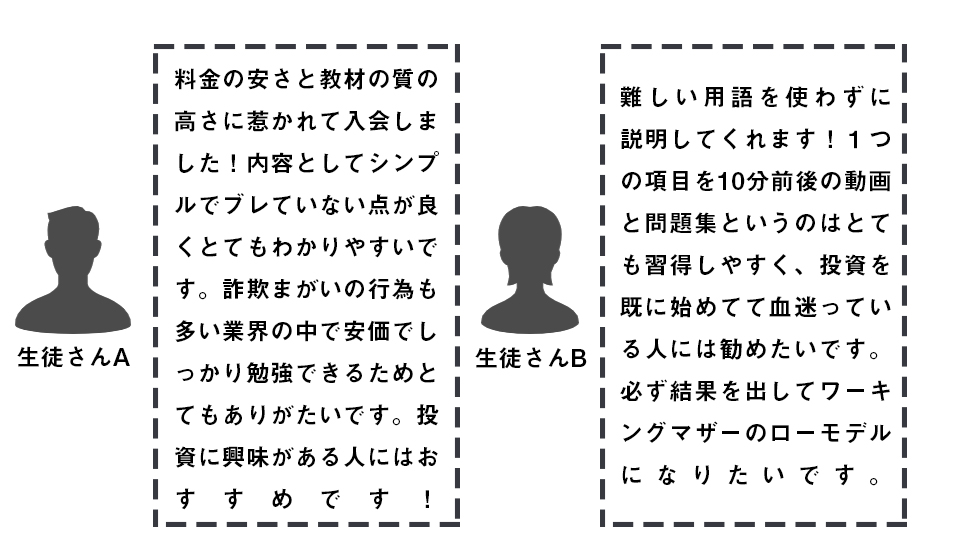 料金の安さと教材の質の
高さに惹かれて入会しま
した！内容としてシンプ
ルでブレていない点が良
くとてもわかりやすいで
す。詐欺まがいの行為も
多い業界の中で安価でし
っかり勉強できるためと
てもありがたいです。投
資に興味がある人にはお
すすめです！
生徒さんA
難しい用語を使わずに
説明してくれます！１つ
の項目を10分前後の動画
と問題集というのはとて
も習得しやすく、投資を
既に始めてて血迷ってい
る人には勧めたいです。
必ず結果を出してワーキ
ングマザーのローモデル
になりたいです。
生徒さんB